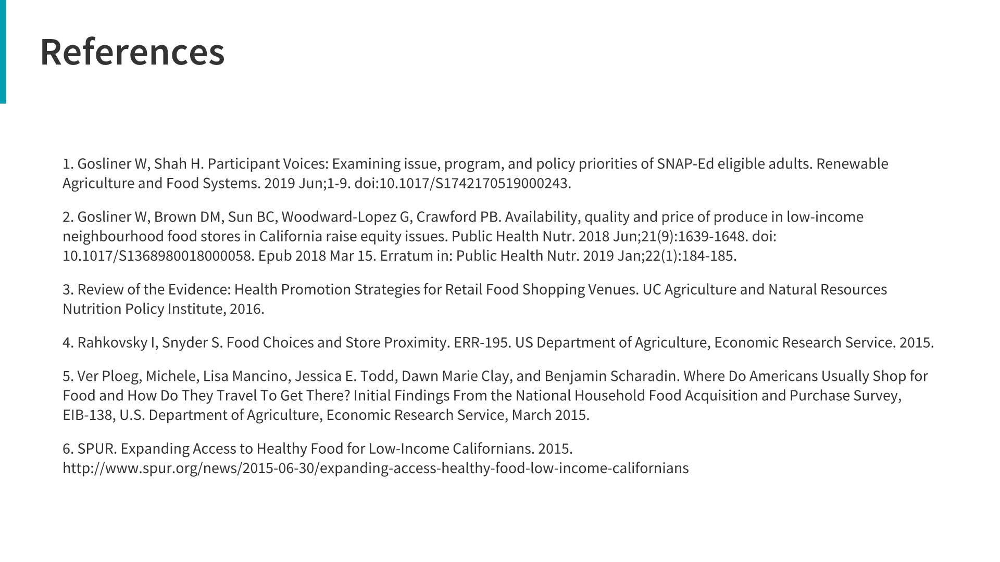 References
1. Gosliner W, Shah H. Participant Voices: Examining issue, program, and policy priorities of SNAP-Ed eligible adults. Renewable
Agriculture and Food Systems. 2019 Jun;1-9. doi:10.1017/S1742170519000243.
2. Gosliner W, Brown DM, Sun BC, Woodward-Lopez G, Crawford PB. Availability, quality and price of produce in low-income
neighbourhood food stores in California raise equity issues. Public Health Nutr. 2018 Jun;21(9):1639-1648. doi:
10.1017/S1368980018000058. Epub 2018 Mar 15. Erratum in: Public Health Nutr. 2019 Jan;22(1):184-185.
3. Review of the Evidence: Health Promotion Strategies for Retail Food Shopping Venues. UC Agriculture and Natural Resources
Nutrition Policy Institute, 2016.
4. Rahkovsky I, Snyder S. Food Choices and Store Proximity. ERR-195. US Department of Agriculture, Economic Research Service. 2015.
5. Ver Ploeg, Michele, Lisa Mancino, Jessica E. Todd, Dawn Marie Clay, and Benjamin Scharadin. Where Do Americans Usually Shop for
Food and How Do They Travel To Get There? Initial Findings From the National Household Food Acquisition and Purchase Survey,
EIB-138, U.S. Department of Agriculture, Economic Research Service, March 2015.
6. SPUR. Expanding Access to Healthy Food for Low-Income Californians. 2015.
http://www.spur.org/news/2015-06-30/expanding-access-healthy-food-low-income-californians